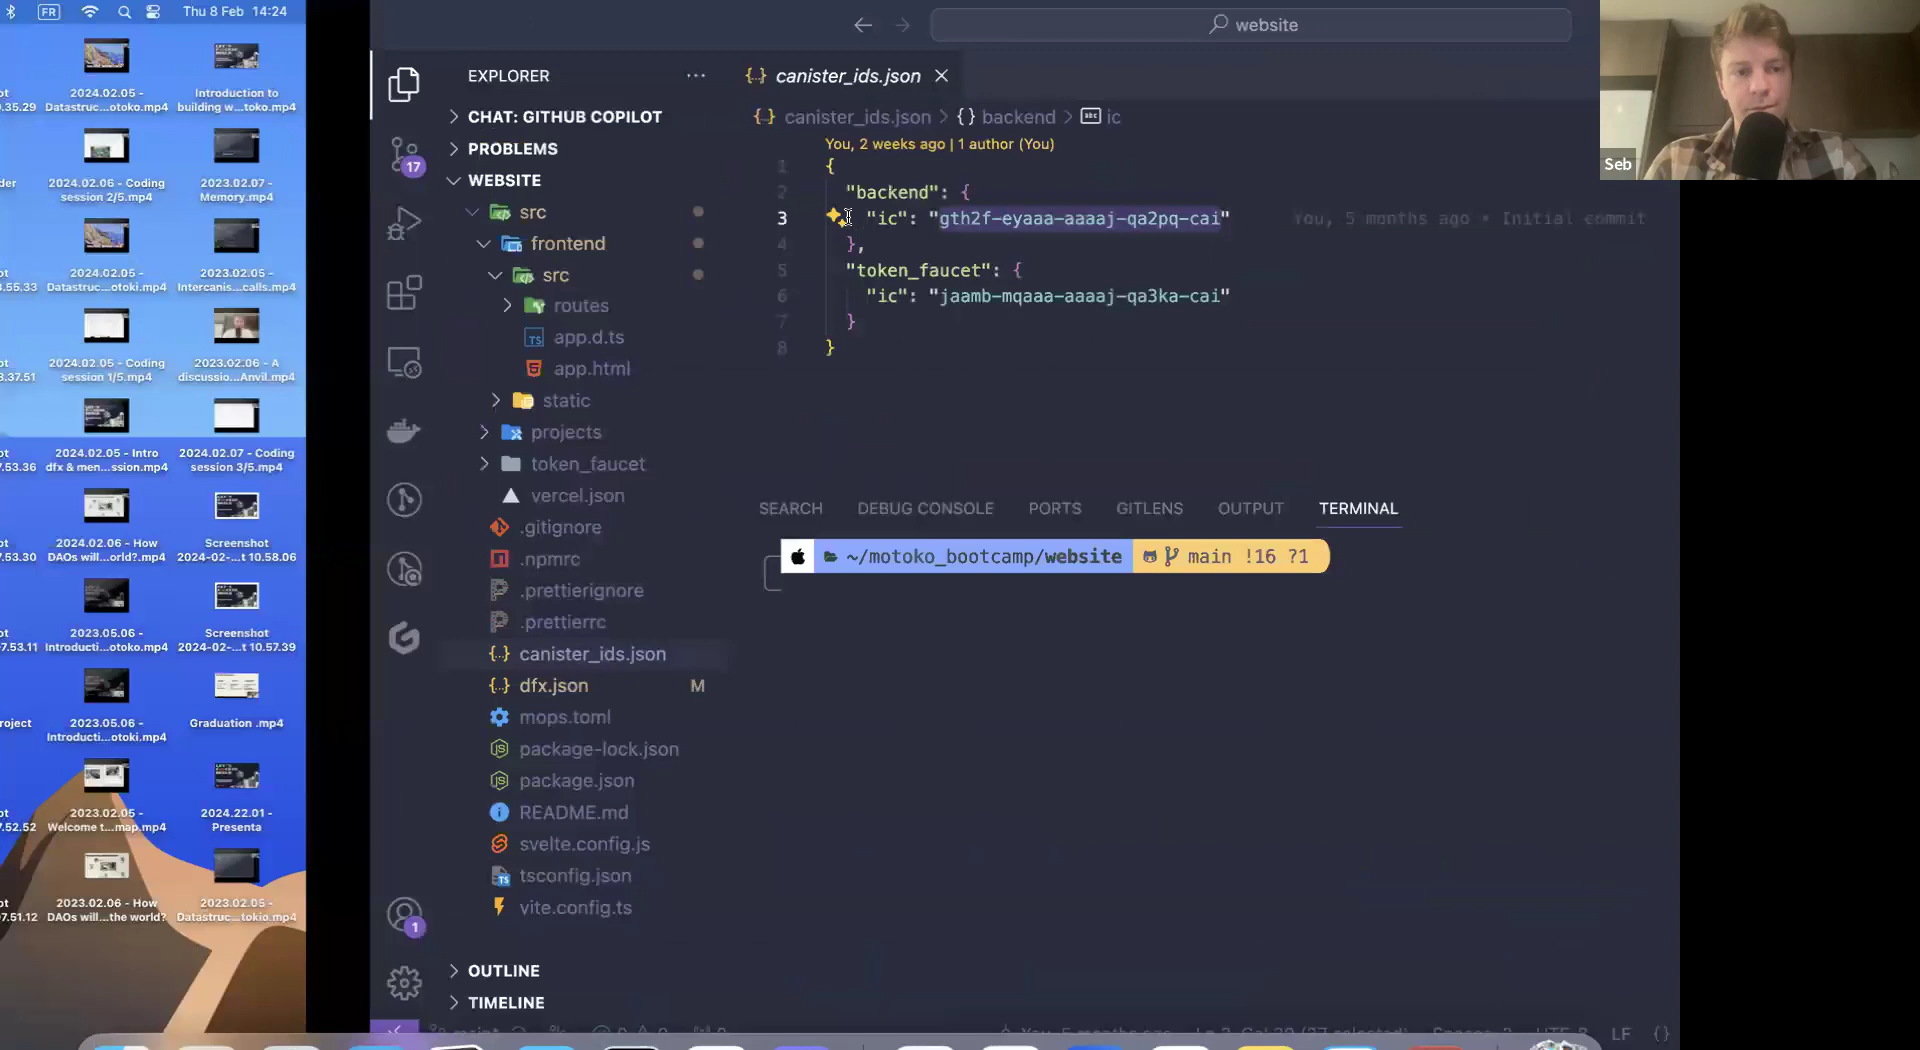 FR
Thu 8 Feb 14:24
2024.02.05 -
Datastruc...otoko.mp4
Introduction to
building w...toko.mp4
2024.02.06 - Coding
session 2/5.mp4
2023.02.07 -
Memory.mp4
2024.02.05 -
Datastruc...otoki.mp4
2023.02.05 -
Intercanis...calls.mp4
2024.02.05 - Coding
session 1/5.mp4
2023.02.06 - A
discussio...Anvil.mp4
2024.02.05 - Intro
dfx & men...ssion.mp4
2024.02.07 - Coding
session 3/5.mp4
2024.02.06 - How
DAOs will...orld?.mp4
Screenshot
2024-02-...t 10.58.06
2023.05.06 -
Introducti...otoko.mp4
Screenshot
2024-02-...t 10.57.39
2023.05.06 -
Introducti...otoki.mp4
Graduation .mp4
2023.02.05 -
Welcome t...map.mp4
2024.22.01 -
Presenta
2023.02.06 - How
DAOs will...the world?
2023.02.05 -
Datastruc...tokio.mp4
website
EXPLORER
CHAT: GITHUB COPILOT
PROBLEMS
WEBSITE
src
frontend
src
routes
app.d.ts
app.html
static
projects
token_faucet
vercel.json
.gitignore
.npmrc
.prettierignore
.prettierrc
canister_ids.json
dfx.json M
mops.toml
package-lock.json
package.json
README.md
svelte.config.js
tsconfig.json
vite.config.ts
OUTLINE
TIMELINE
17
1
canister_ids.json
canister_ids.json > {} backend > ic
You, 2 weeks ago | 1 author (You)
1 {
2 "backend": {
3 "ic": "gth2f-eyaaa-aaaaj-qa2pq-cai" You, 5 months ago • Initial commit
4 },
5 "token_faucet": {
6 "ic": "jaamb-mqaaa-aaaaj-qa3ka-cai"
7 }
8 }
SEARCH DEBUG CONSOLE PORTS GITLENS OUTPUT TERMINAL
~/motoko_bootcamp/website main !16 ?1
LF {}
Seb